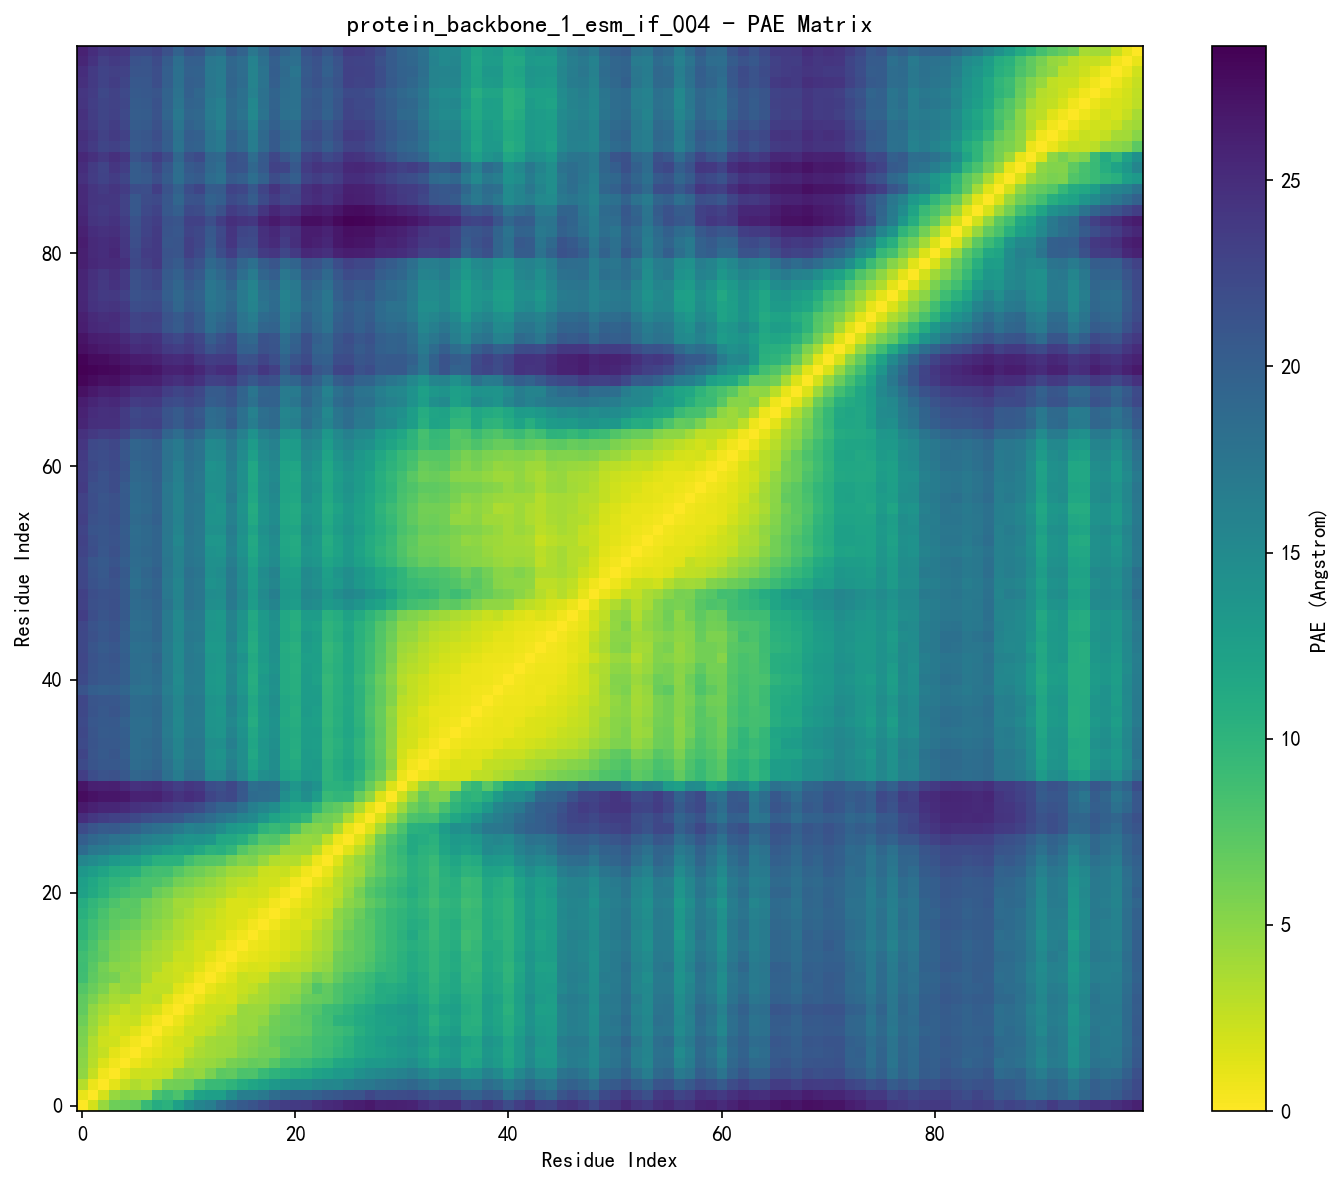 protein_backbone_1_esm_if_004 - PAE Matrix
Residue Index
80
60
40
20
0
0 20 40 60 80
Residue Index
25
20
15
10
5
0
PAE (Angstrom)